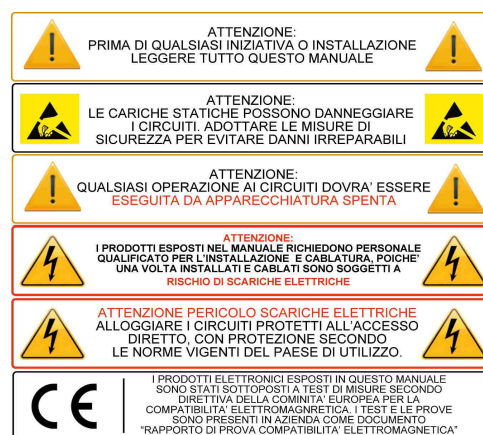 ATTENZIONE:
PRIMA DI QUALSIASI INIZIATIVA O INSTALLAZIONE
LEGGERE TUTTO QUESTO MANUALE
ATTENZIONE:
LE CARICHE STATICHE POSSONO DANNEGGIARE
I CIRCUITI. ADOTTARE LE MISURE DI
SICUREZZA PER EVITARE DANNI IRREPARABILI
ATTENZIONE:
QUALSIASI OPERAZIONE AI CIRCUITI DOVRA' ESSERE
ESEGUITA DA APPARECCHIATURA SPENTA
ATTENZIONE:
I PRODOTTI ESPOSTI NEL MANUALE RICHIEDONO PERSONALE
QUALIFICATO PER L'INSTALLAZIONE E CABLATURA, POICHE'
UNA VOLTA INSTALLATI E CABLATI SONO SOGGETTI A
RISCHIO DI SCARICHE ELETTRICHE
ATTENZIONE PERICOLO SCARICHE ELETTRICHE
ALLOGGIARE I CIRCUITI PROTETTI ALL'ACCESSO
DIRETTO, CON PROTEZIONE SECONDO
LE NORME VIGENTI DEL PAESE DI UTILIZZO.
CE
I PRODOTTI ELETTRONICI ESPOSTI IN QUESTO MANUALE
SONO STATI SOTTOPOSTI A TEST DI MISURE SECONDO
DIRETTIVA DELLA COMINITA' EUROPEA PER LA
COMPATIBILITA' ELETTROMAGNRETICA. I TEST E LE PROVE
SONO PRESENTI IN AZIENDA COME DOCUMENTO
"RAPPORTO DI PROVA COMPATIBILITA' ELETTROMAGNETICA"